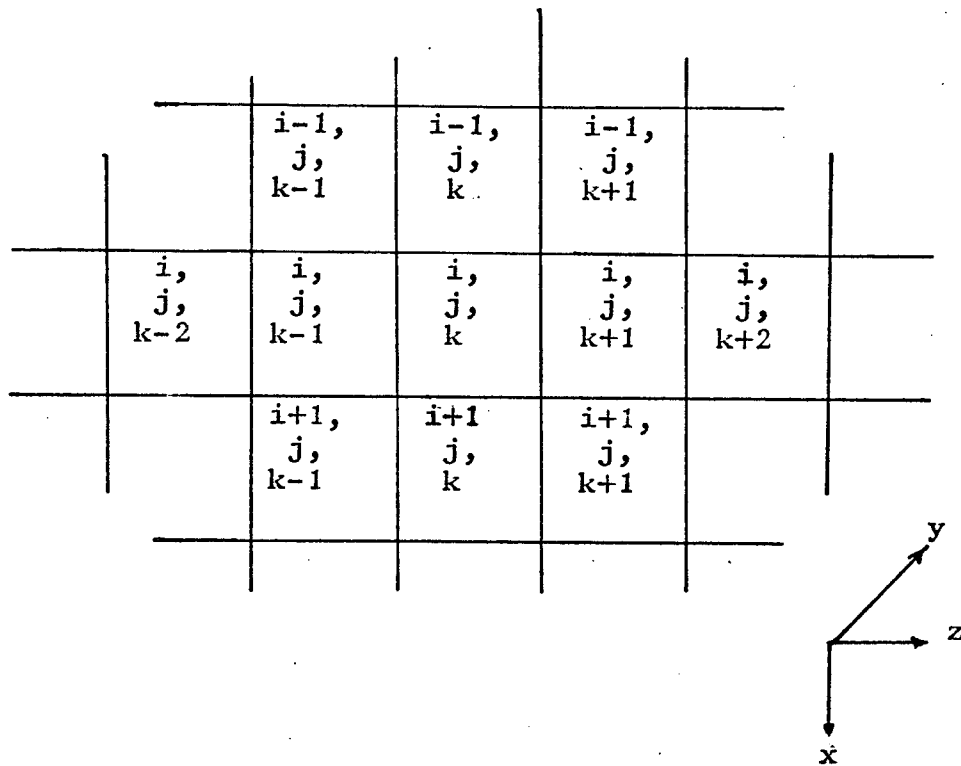 i-1,
j,
k-1
i-1,
j,
k
i-1,
j,
k+1
i,
j,
k-2
i,
j,
k-1
i,
j,
k
i,
j,
k+1
i,
j,
k+2
i+1,
j,
k-1
i+1
j,
k
i+1,
j,
k+1
y
z
x